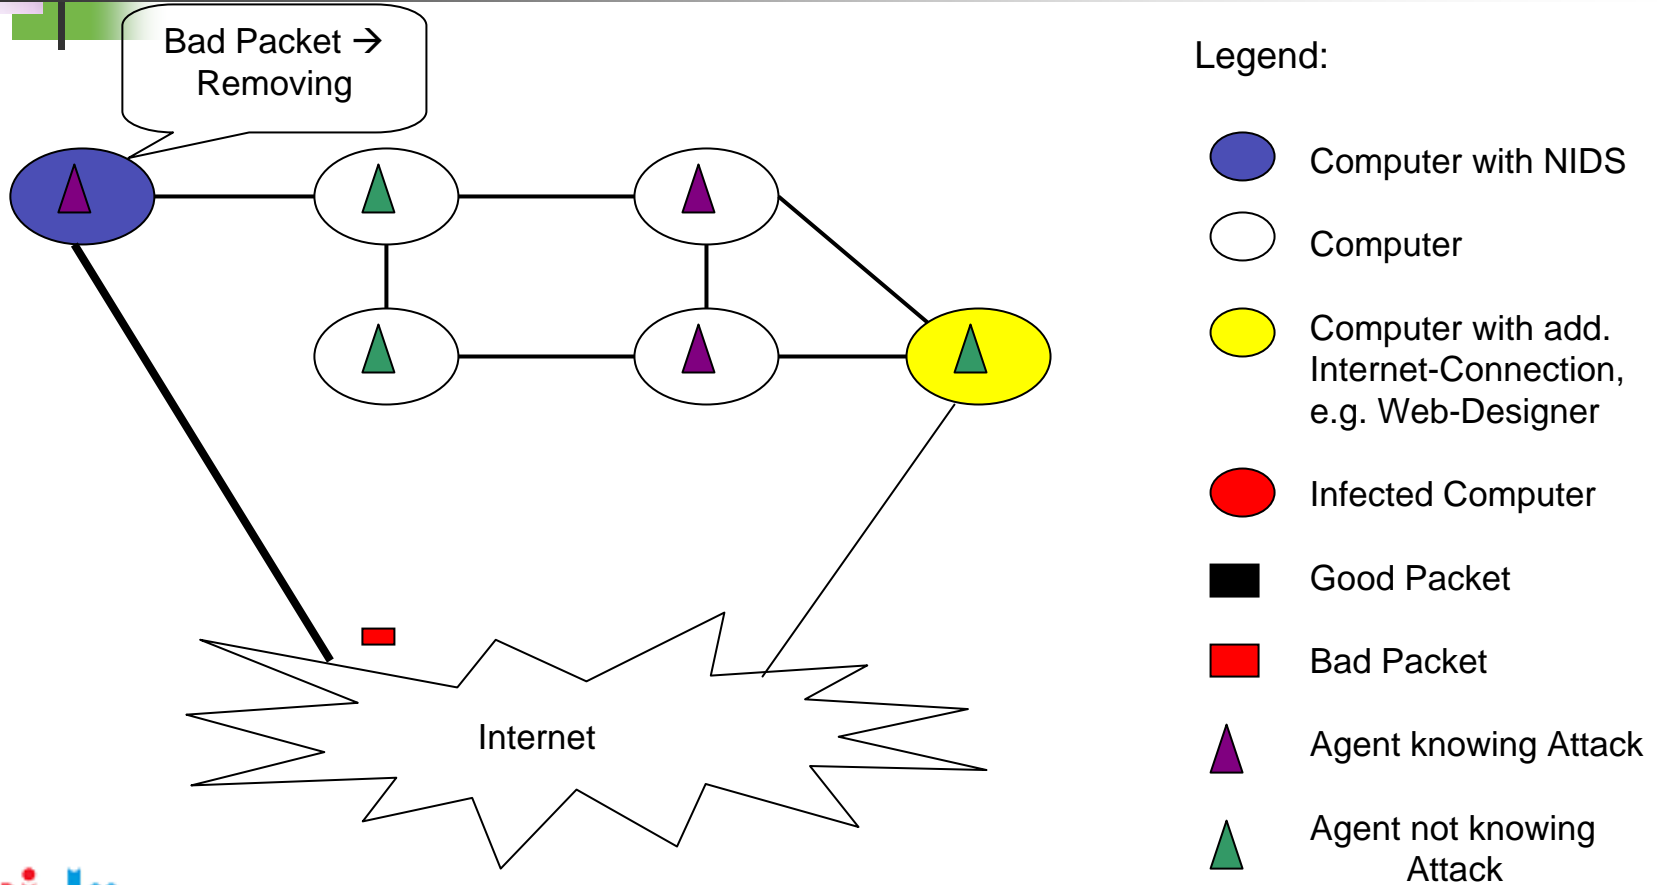 Bad Packet →
Removing
Legend:
Computer with NIDS
Computer
Computer with add.
Internet-Connection,
e.g. Web-Designer
Infected Computer
Good Packet
Bad Packet
Internet
Agent knowing Attack
Agent not knowing
Attack